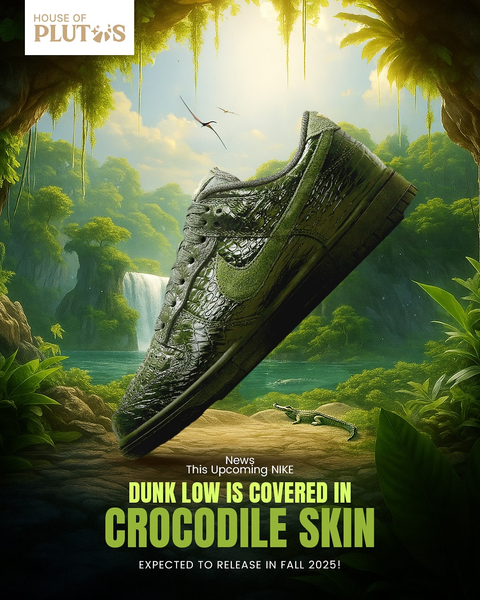 HOUSE OF
PLUTOS
News
This Upcoming NIKE
DUNK LOW IS COVERED IN
CROCODILE SKIN
EXPECTED TO RELEASE IN FALL 2025!